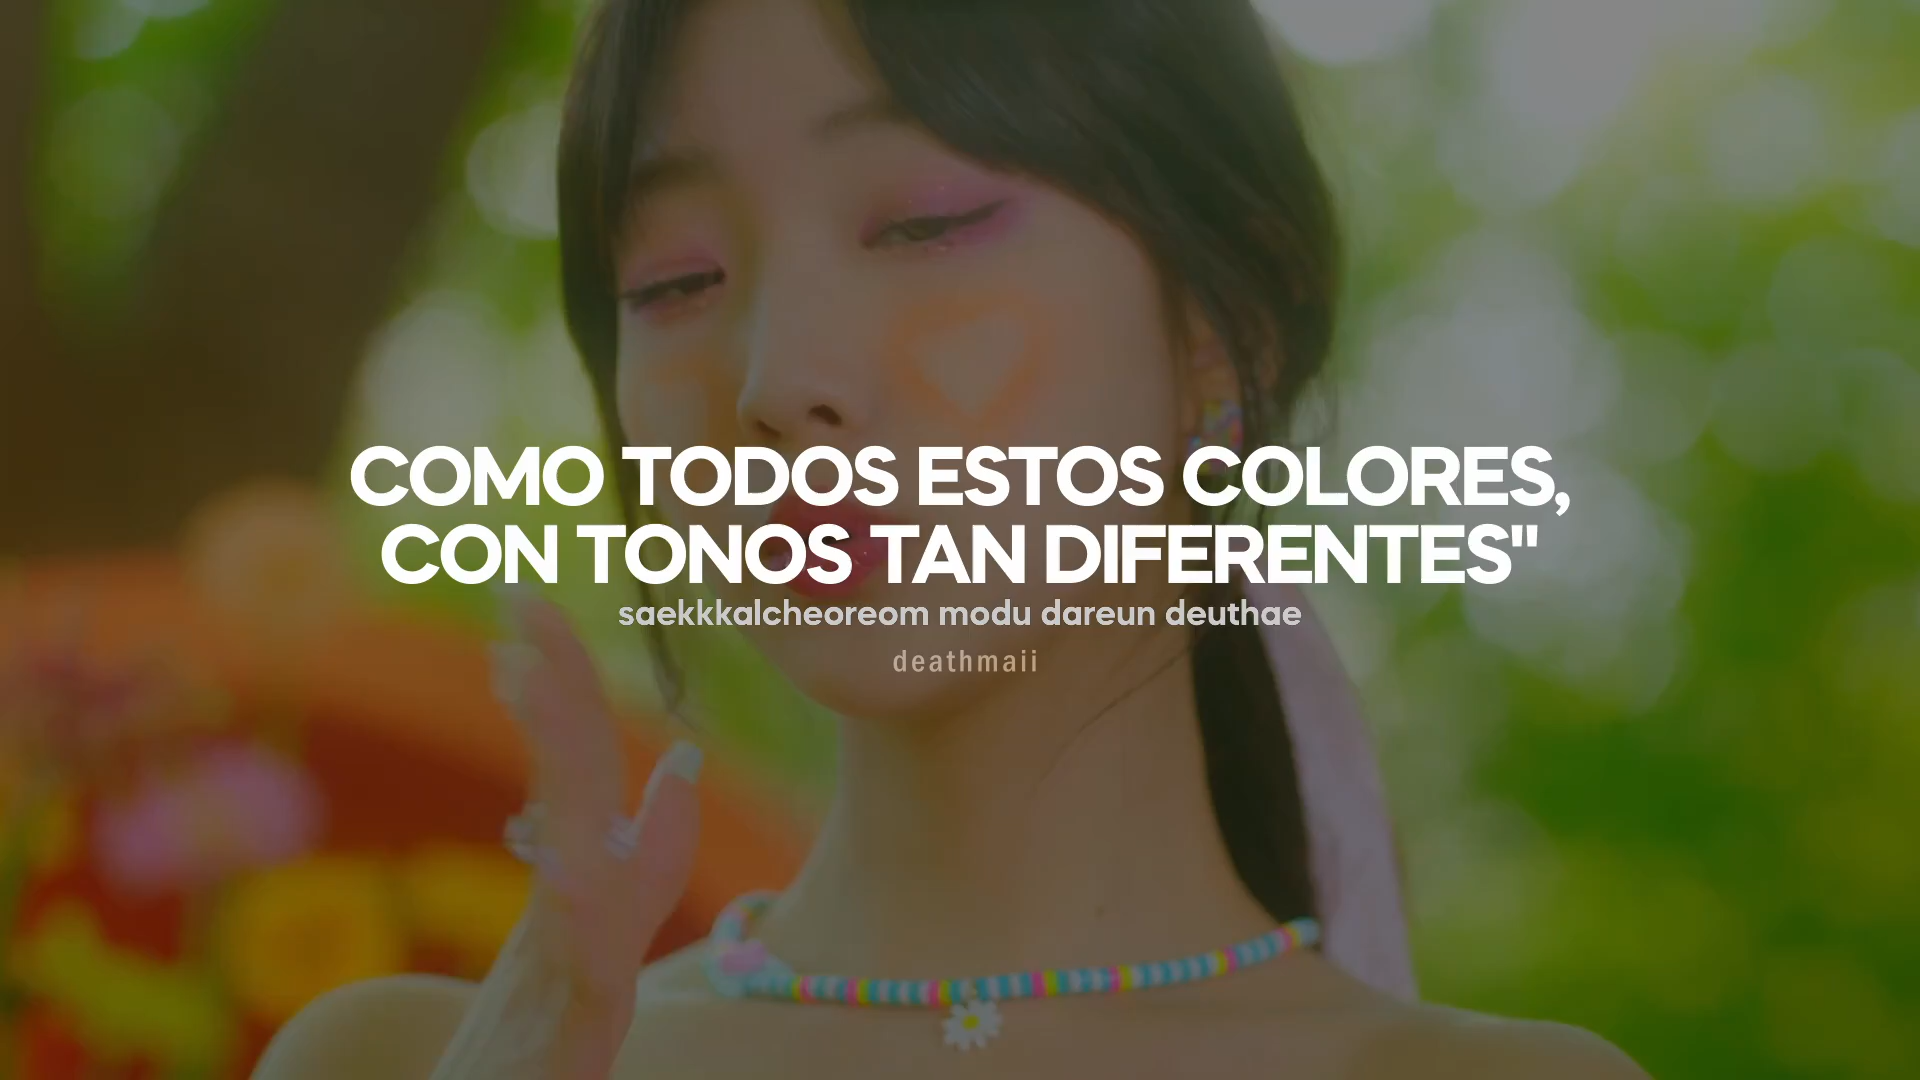 COMO TODOS ESTOS COLORES,
CON TONOS TAN DIFERENTES"
saekkkalcheoreom modu dareun deuthae
deathmaii